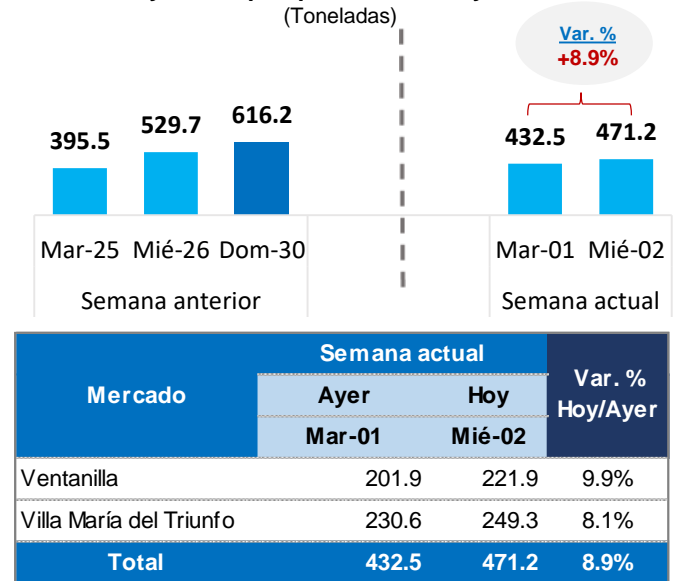 (Toneladas)
Var. %
+8.9%
395.5 529.7 616.2
432.5 471.2
Mar-25 Mié-26 Dom-30
Mar-01 Mié-02
Semana anterior
Semana actual
Mercado
Semana actual
Var. %
Hoy/Ayer
Ayer Hoy
Mar-01 Mié-02
Ventanilla 201.9 221.9 9.9%
Villa María del Triunfo 230.6 249.3 8.1%
Total 432.5 471.2 8.9%